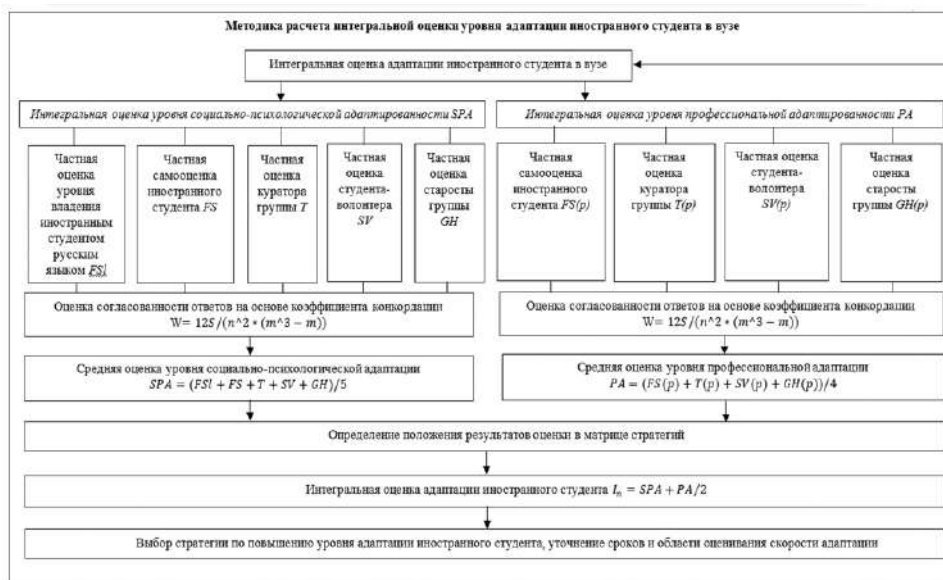 Методика расчета интегральной оценки уровня адаптации иностранного студента в вузе
Интегральная оценка адаптации иностранного студента в вузе
Интегральная оценка уровня социально-психологической адаптированности SPA
Интегральная оценка уровня профессиональной адаптированности PA
Частная
оценка
уровня
владения
иностранным
студентом
русским
языком FSl
Частная
самооценка
иностранного
студента FS
Частная
оценка
куратора
группы T
Частная
оценка
студента-
волонтера
SV
Частная
оценка
старосты
группы
GH
Частная
самооценка
иностранного
студента FS(p)
Частная
оценка
куратора
группы T(p)
Частная оценка
студента-
волонтера
SV(p)
Частная
оценка
старосты
группы GH(p)
Оценка согласованности ответов на основе коэффициента конкордации
W= 12S/(n^2 * (m^3 − m))
Оценка согласованности ответов на основе коэффициента конкордации
W= 12S/(n^2 * (m^3 − m))
Средняя оценка уровня социально-психологической адаптации
SPA = (FSl + FS + T + SV + GH)/5
Средняя оценка уровня профессиональной адаптации
PA = (FS(p) + T(p) + SV(p) + GH(p))/4
Определение положения результатов оценки в матрице стратегий
Интегральная оценка адаптации иностранного студента Iₙ = SPA + PA/2
Выбор стратегии по повышению уровня адаптации иностранного студента, уточнение сроков и области оценивания скорости адаптации